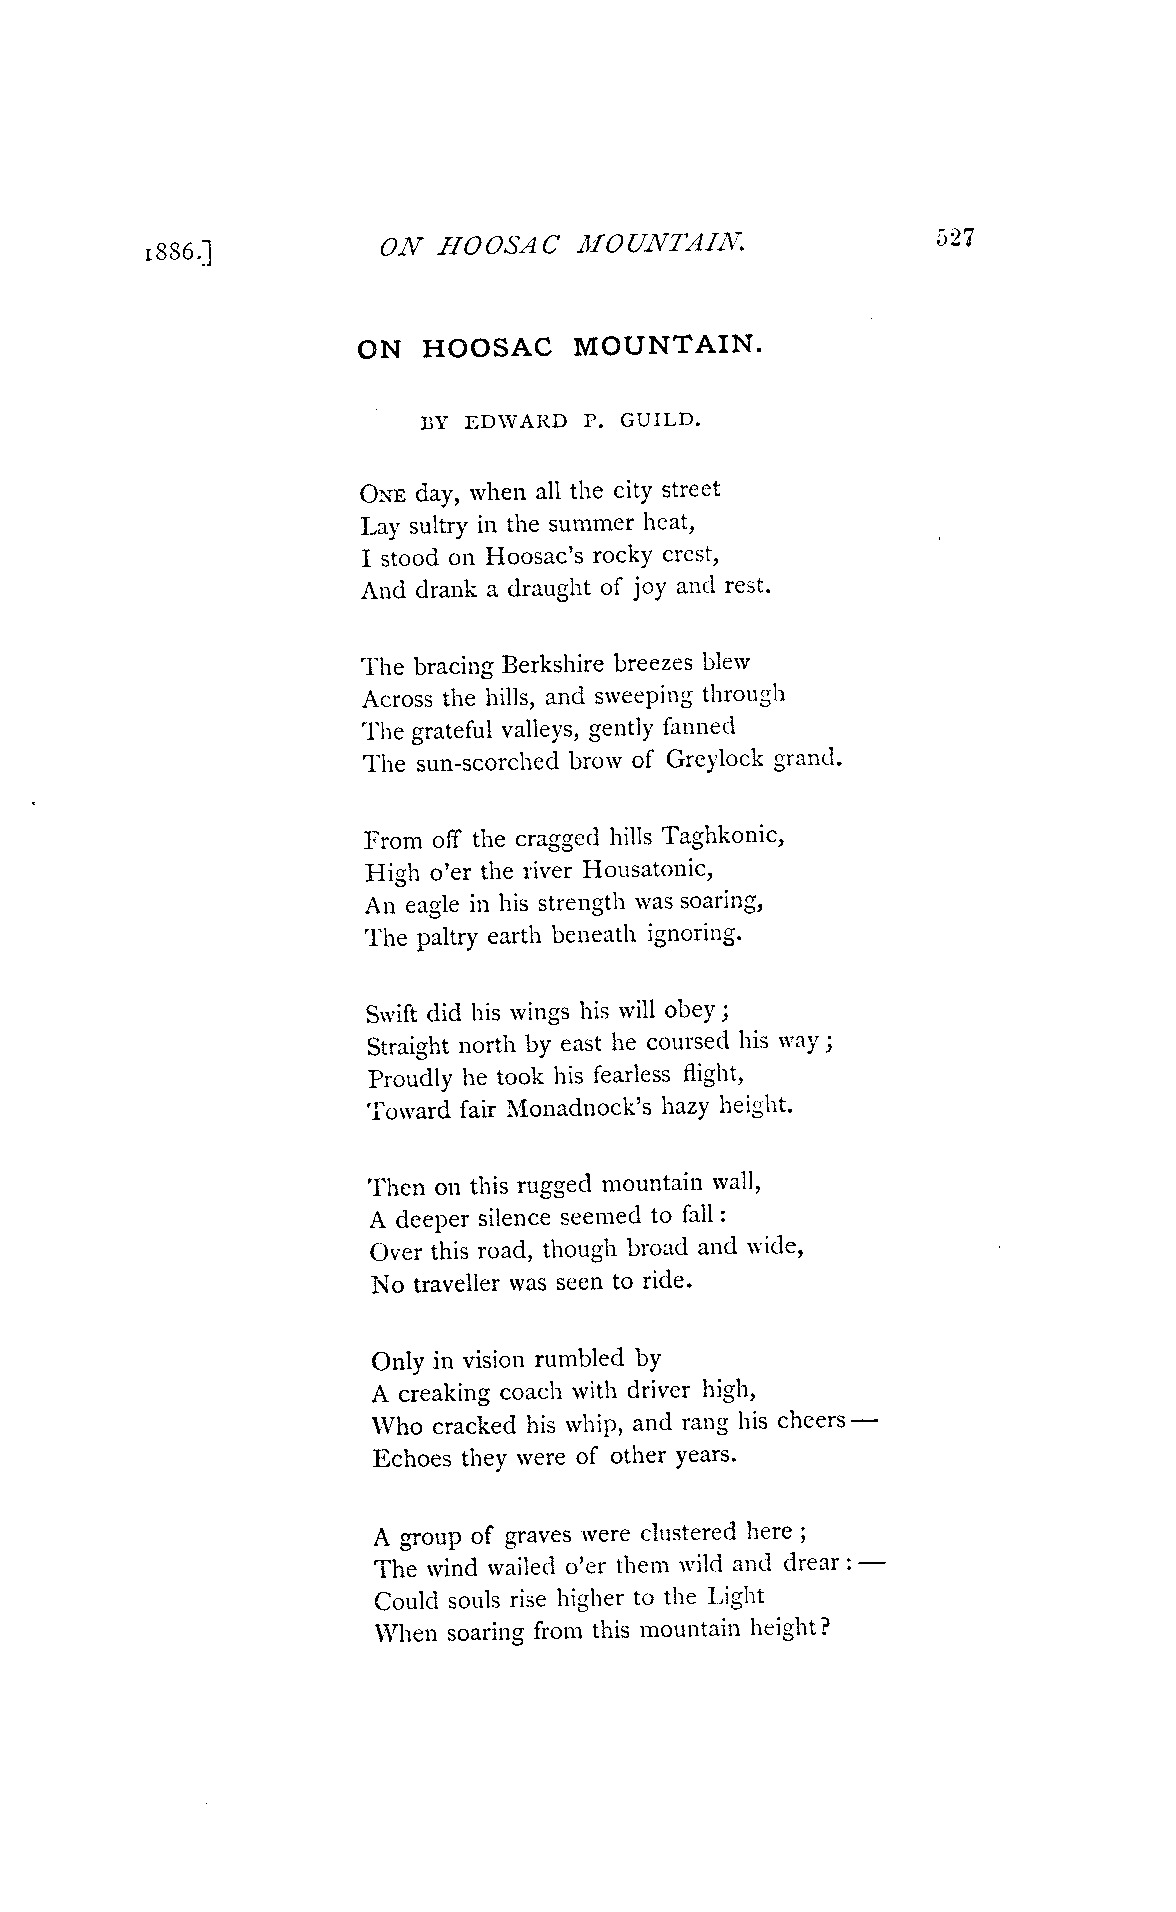 1886.] ON HOOSAC MOUNTAIN. 527
ON HOOSAC MOUNTAIN.
BY EDWARD P. GUILD.
ONE day, when all the city street
Lay sultry in the summer heat,
I stood on Hoosac's rocky crest,
And drank a draught of joy and rest.
The bracing Berkshire breezes blew
Across the hills, and sweeping through
The grateful valleys, gently fanned
The sun-scorched brow of Greylock grand.
From off the cragged hills Taghkonic,
High o'er the river Housatonic,
An eagle in his strength was soaring,
The paltry earth beneath ignoring.
Swift did his wings his will obey;
Straight north by east he coursed his way;
Proudly he took his fearless flight,
Toward fair Monadnock's hazy height.
Then on this rugged mountain wall,
A deeper silence seemed to fall:
Over this road, though broad and wide,
No traveller was seen to ride.
Only in vision rumbled by
A creaking coach with driver high,
Who cracked his whip, and rang his cheers—
Echoes they were of other years.
A group of graves were clustered here;
The wind wailed o'er them wild and drear:—
Could souls rise higher to the Light
When soaring from this mountain height?